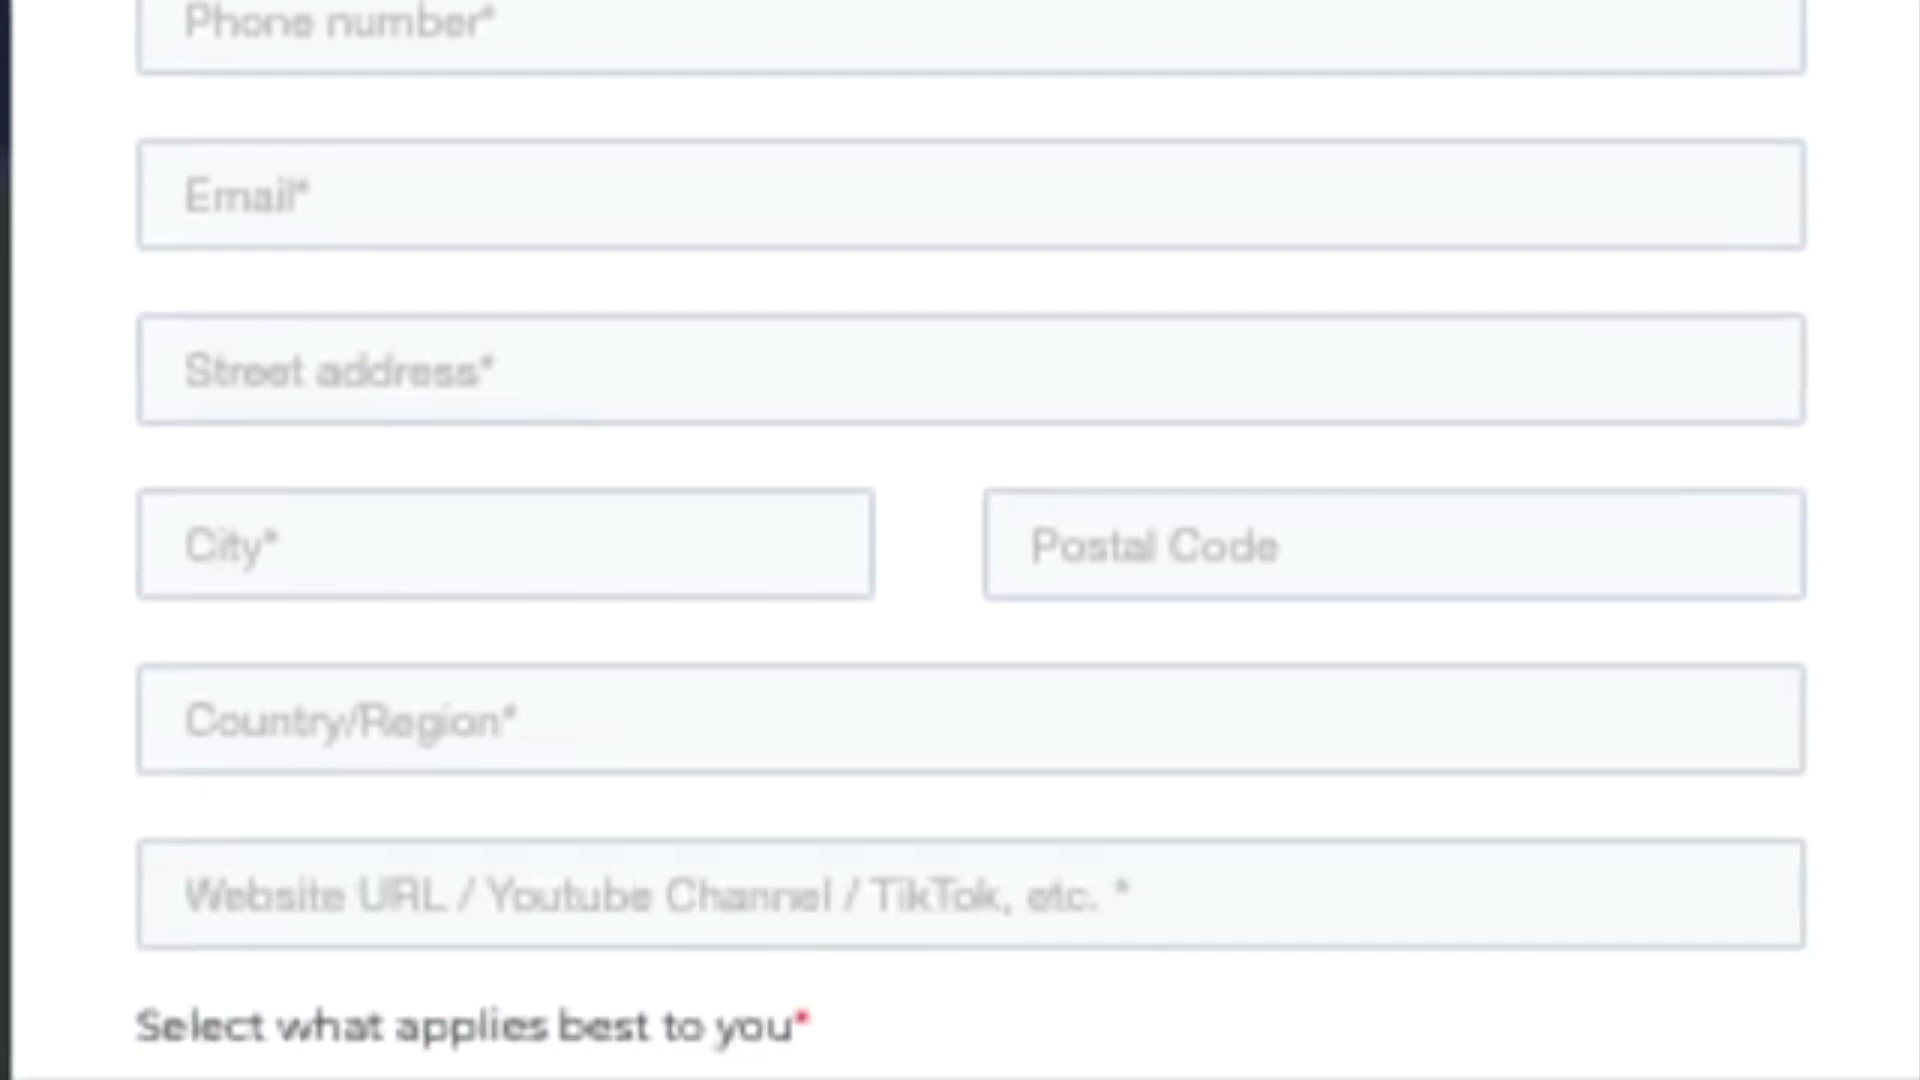 Phone number*
Email*
Street address*
City*
Postal Code
Country/Region*
Website URL / Youtube Channel / TikTok, etc. *
Select what applies best to you*